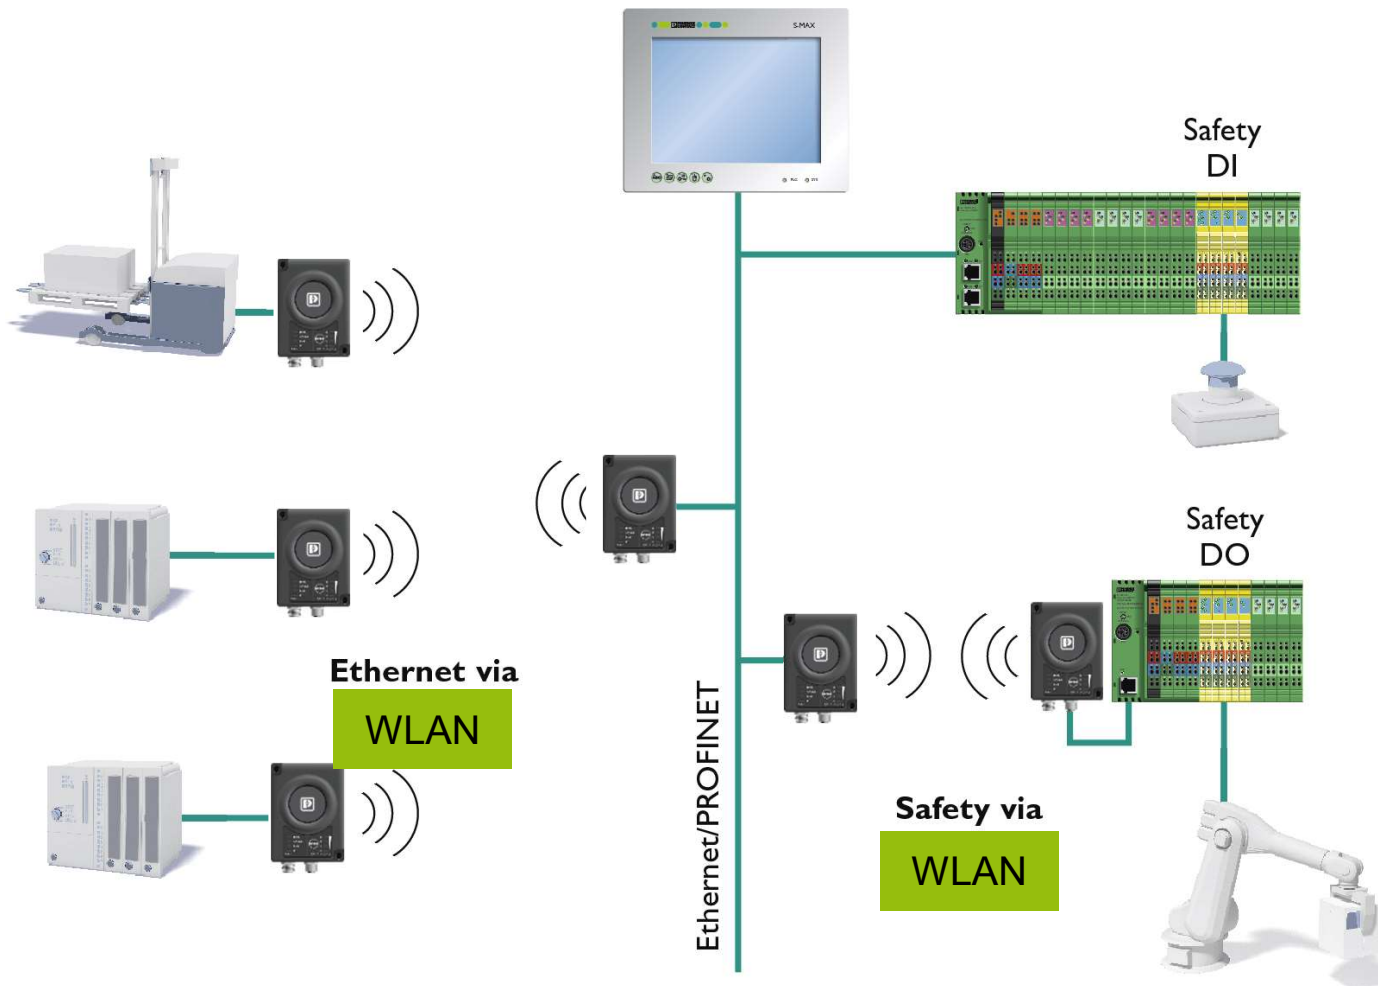 S-MAX
Safety
DI
Safety
DO
Ethernet via
WLAN
Ethernet/PROFINET
Safety via
WLAN